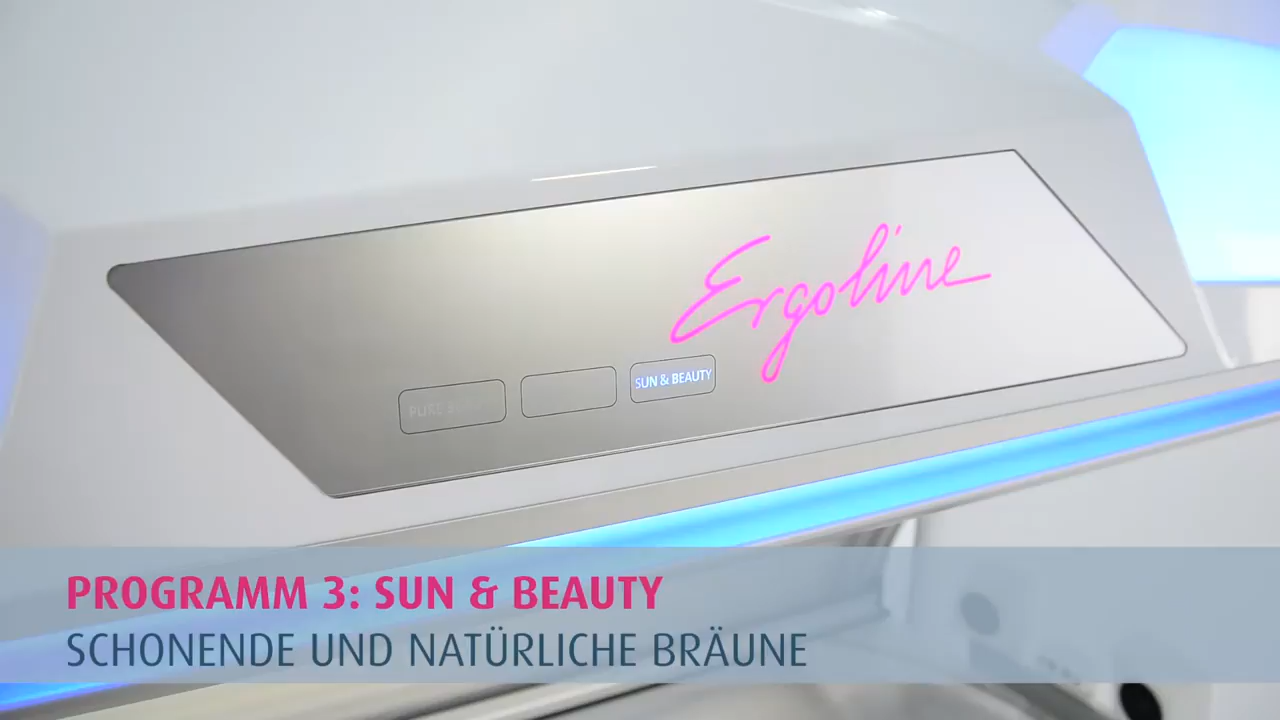 Ergoline
SUN & BEAUTY
PROGRAMM 3: SUN & BEAUTY
SCHONENDE UND NATÜRLICHE BRÄUNE